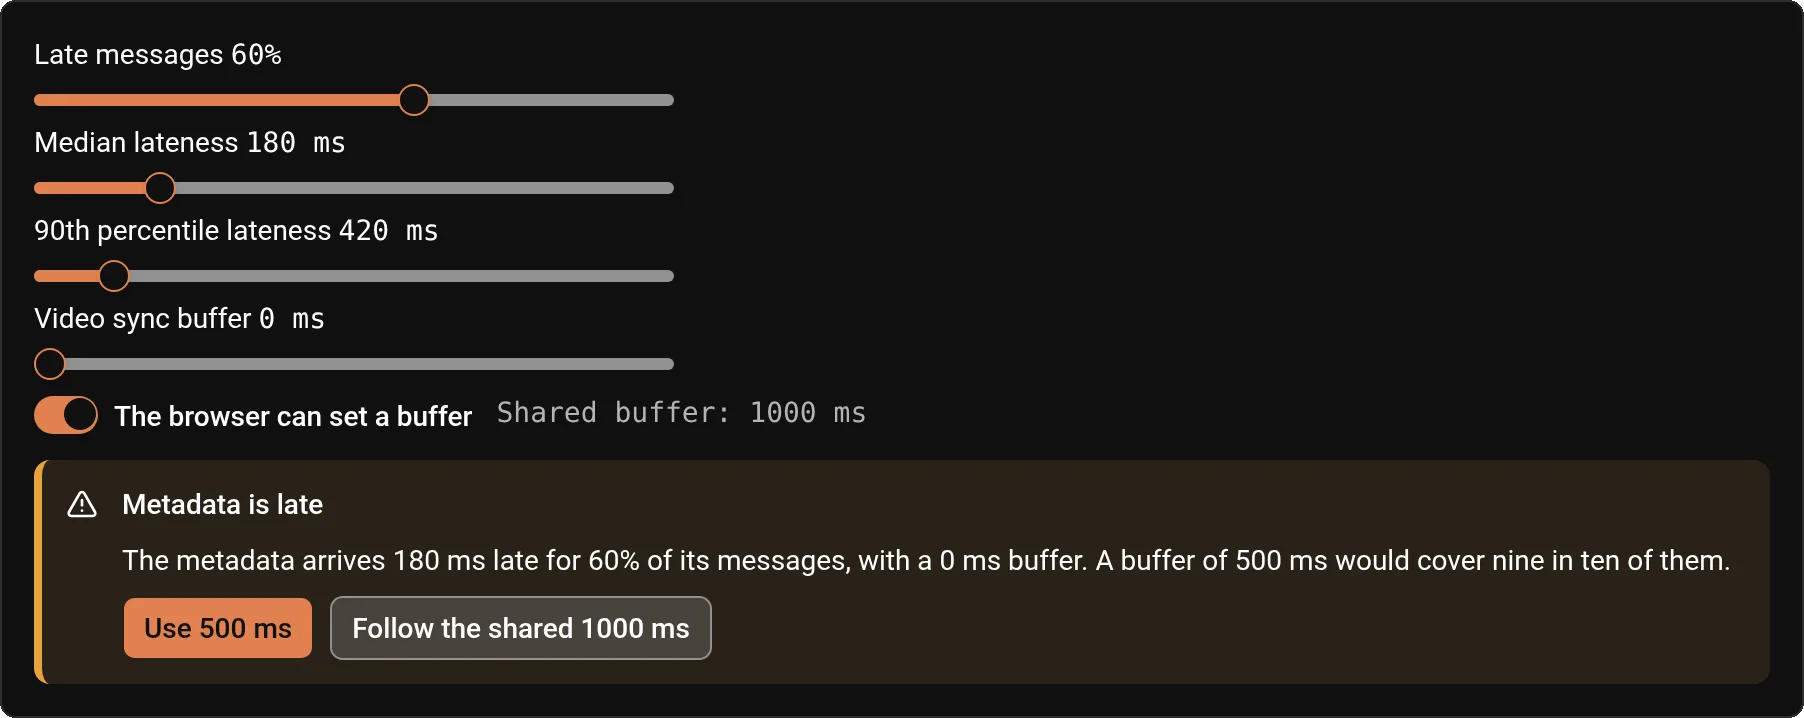 Late messages 60%
Median lateness 180 ms
90th percentile lateness 420 ms
Video sync buffer 0 ms
The browser can set a buffer Shared buffer: 1000 ms
Metadata is late
The metadata arrives 180 ms late for 60% of its messages, with a 0 ms buffer. A buffer of 500 ms would cover nine in ten of them.
Use 500 ms Follow the shared 1000 ms